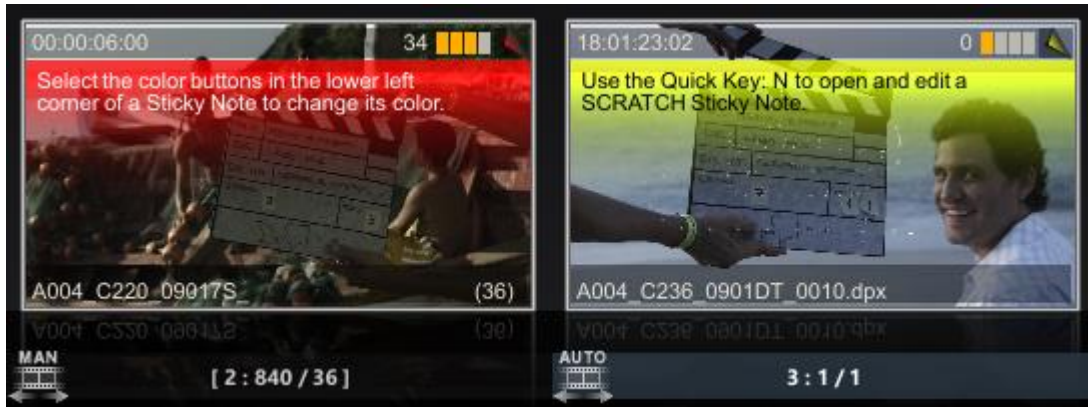 00:00:06:00
34
Select the color buttons in the lower left
corner of a Sticky Note to change its color.
A004_C220_09017S_
(36)
MAN
[ 2 : 840 / 36 ]
18:01:23:02
0
Use the Quick Key: N to open and edit a
SCRATCH Sticky Note.
A004_C236_0901DT_0010.dpx
AUTO
3 : 1 / 1